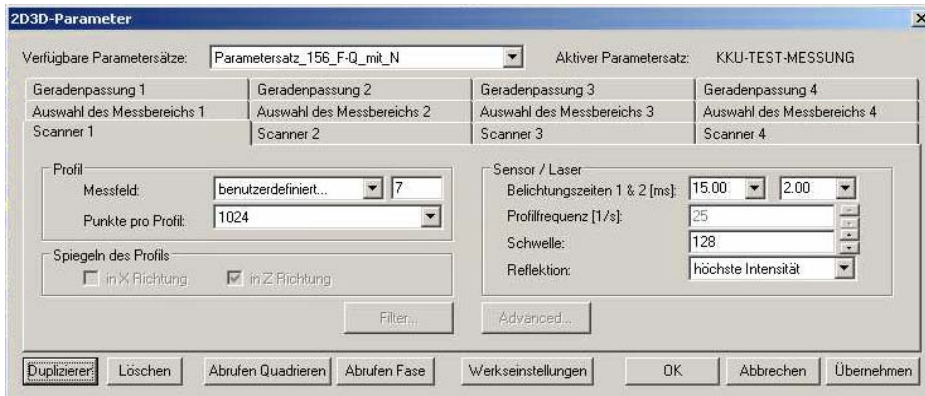 2D3D-Parameter
Verfügbare Parametersätze: Parametersatz_156_F-Q_mit_N Aktiver Parametersatz: KKU-TEST-MESSUNG
Geradenpassung 1 Geradenpassung 2 Geradenpassung 3 Geradenpassung 4
Auswahl des Messbereichs 1 Auswahl des Messbereichs 2 Auswahl des Messbereichs 3 Auswahl des Messbereichs 4
Scanner 1 Scanner 2 Scanner 3 Scanner 4
Profil
Messfeld: benutzerdefiniert... 7
Punkte pro Profil: 1024
Spiegeln des Profils
in X Richtung in Z Richtung
Sensor / Laser
Belichtungszeiten 1 & 2 [ms]: 15.00 2.00
Profilfrequenz [1/s]: 25
Schwelle: 128
Reflektion: höchste Intensität
Filter... Advanced...
Duplizieren Löschen Abrufen Quadrieren Abrufen Fase Werkseinstellungen OK Abbrechen Übernehmen